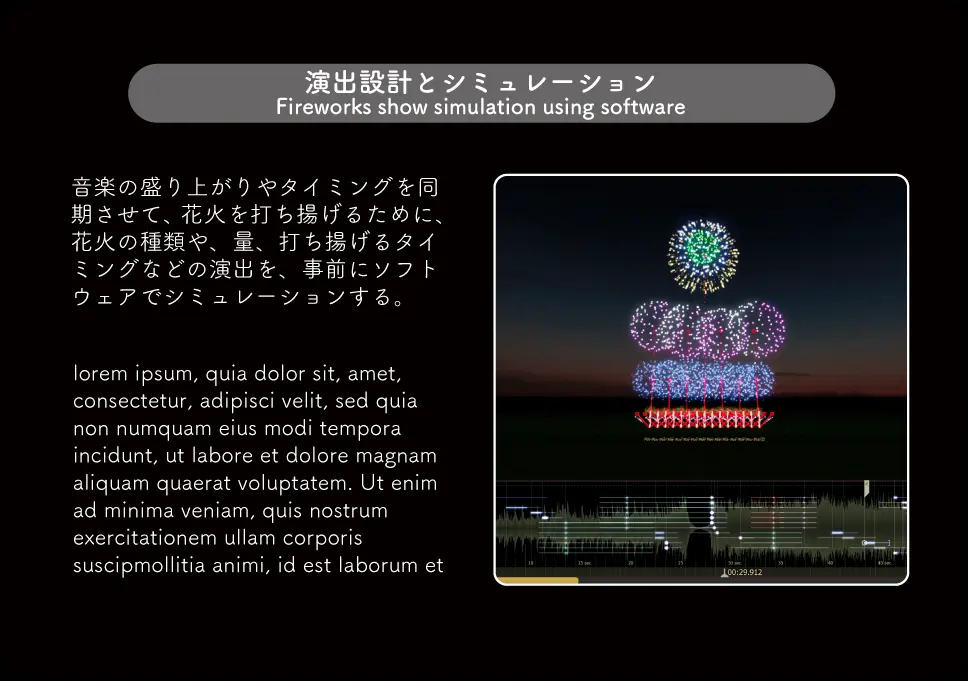 演出設計とシミュレーション
Fireworks show simulation using software
音楽の盛り上がりやタイミングを同
期させて、花火を打ち揚げるために、
花火の種類や、量、打ち揚げるタイ
ミングなどの演出を、事前にソフト
ウェアでシミュレーションする。
lorem ipsum, quia dolor sit, amet,
consectetur, adipisci velit, sed quia
non numquam eius modi tempora
incidunt, ut labore et dolore magnam
aliquam quaerat voluptatem. Ut enim
ad minima veniam, quis nostrum
exercitationem ullam corporis
suscipmollitia animi, id est laborum et
10 15 sec. 20 25 30 sec. 35 40 45 sec.
00:29.912